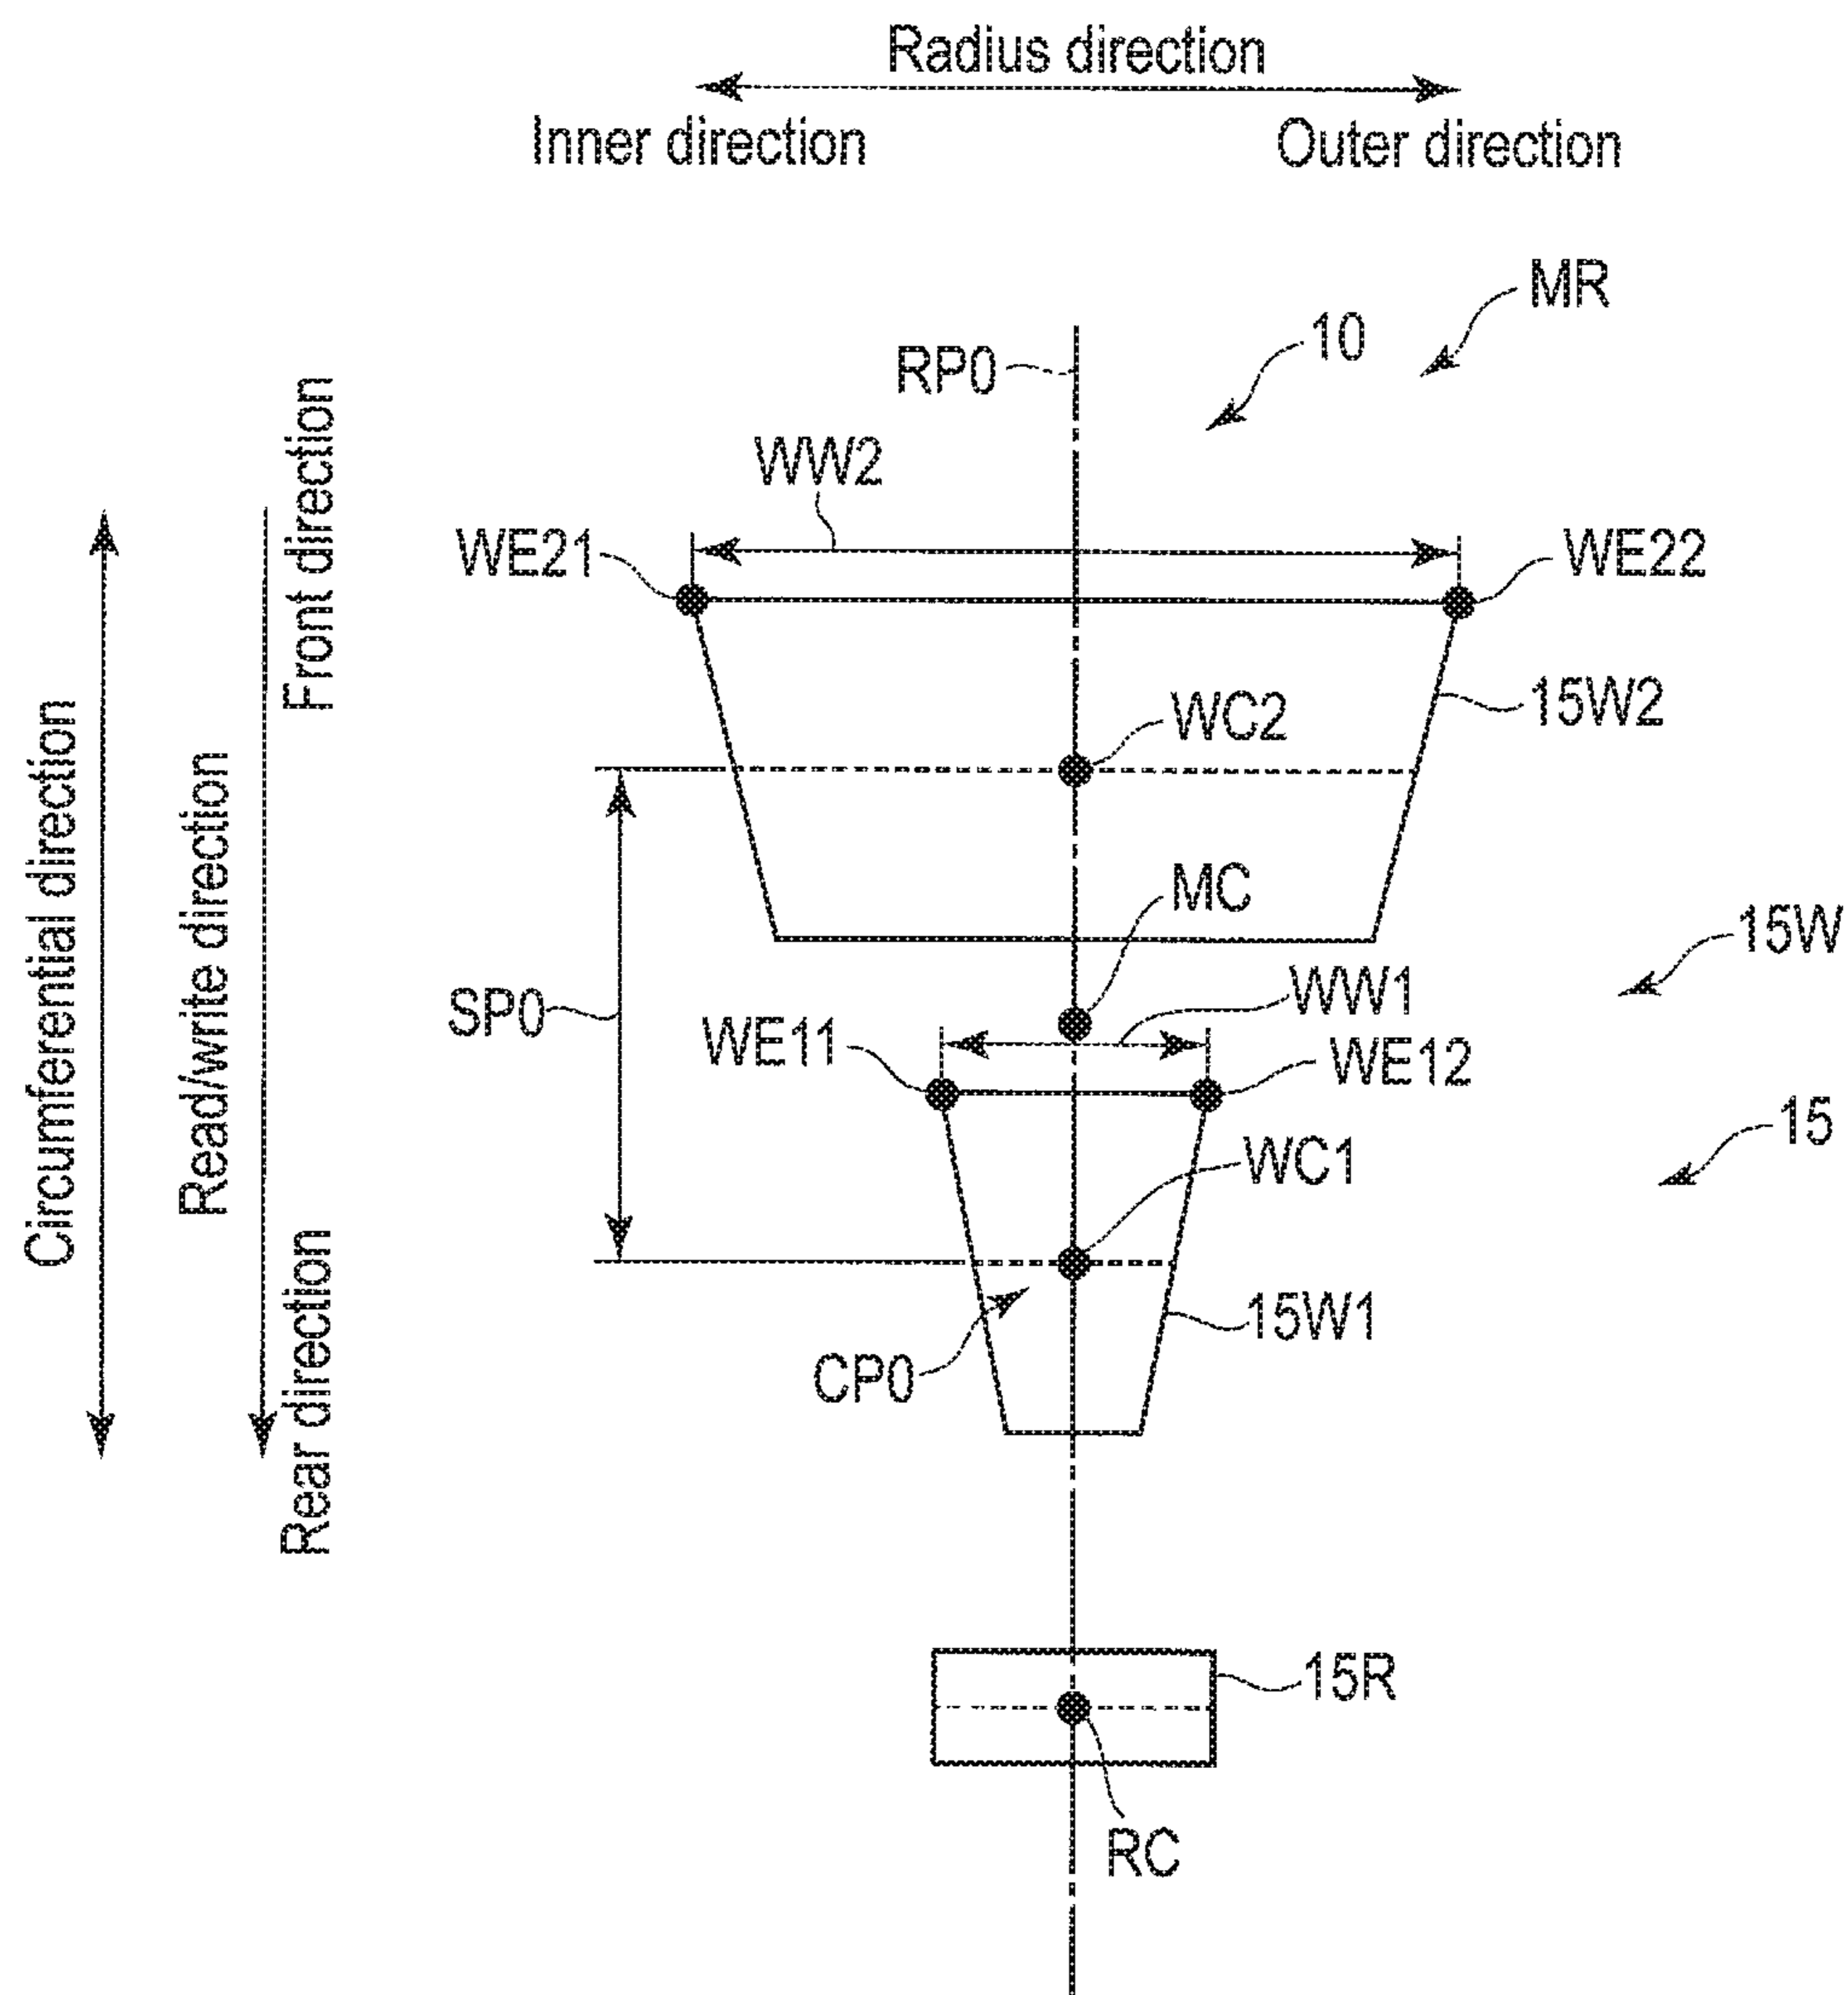 Radius direction
Inner direction
Outer direction
MR
10
RP0
Front direction
WW2
WE21
WE22
15W2
WC2
Circumferential direction
Read/write direction
MC
15W
WW1
SP0
WE11
WE12
15
WC1
15W1
CP0
Rear direction
15R
RC